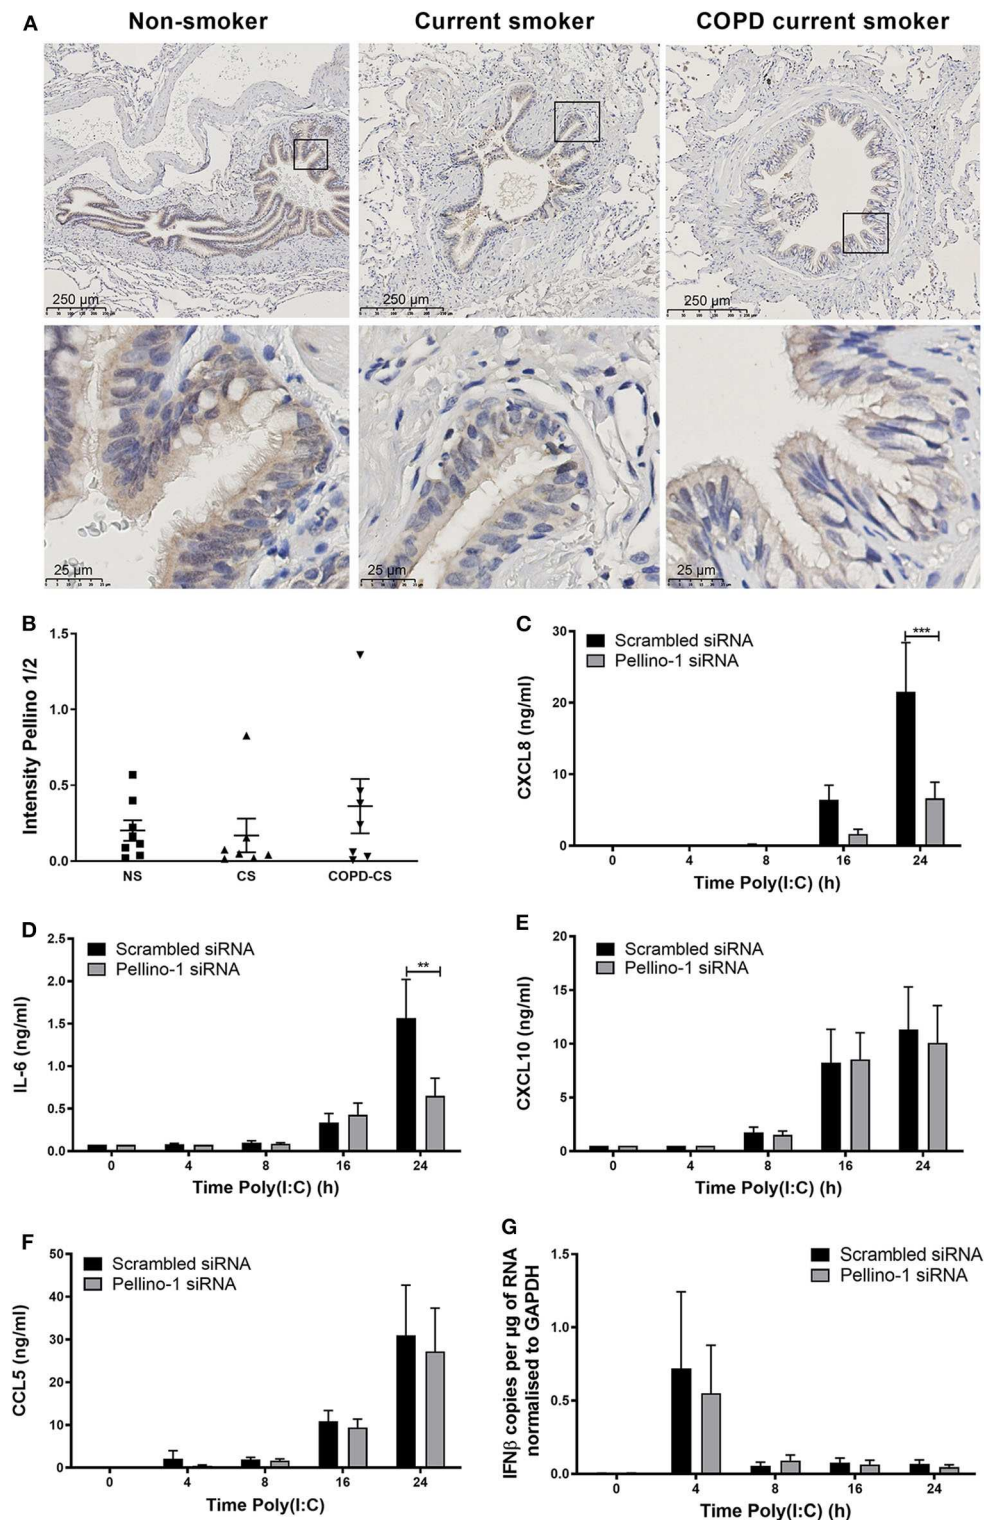 A
Non-smoker
Current smoker
COPD current smoker
250 µm
250 µm
250 µm
25 µm
25 µm
25 µm
B
Intensity Pellino 1/2
1.5
1.0
0.5
0.0
NS
CS
COPD-CS
C
CXCL8 (ng/ml)
30
20
10
0
Scrambled siRNA
Pellino-1 siRNA
***
0 4 8 16 24
Time Poly(I:C) (h)
D
IL-6 (ng/ml)
2.5
2.0
1.5
1.0
0.5
0.0
Scrambled siRNA
Pellino-1 siRNA
**
0 4 8 16 24
Time Poly(I:C) (h)
E
CXCL10 (ng/ml)
20
15
10
5
0
Scrambled siRNA
Pellino-1 siRNA
0 4 8 16 24
Time Poly(I:C) (h)
F
CCL5 (ng/ml)
50
40
30
20
10
0
Scrambled siRNA
Pellino-1 siRNA
0 4 8 16 24
Time Poly(I:C)
G
IFNβ copies per µg of RNA
normalised to GAPDH
1.5
1.0
0.5
0.0
Scrambled siRNA
Pellino-1 siRNA
0 4 8 16 24
Time Poly(I:C) (h)